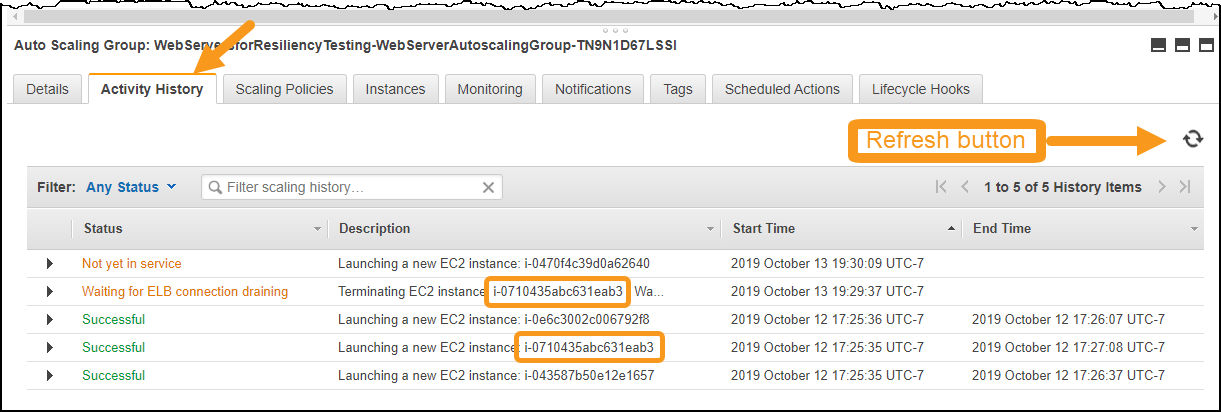 Auto Scaling Group: WebServersforResiliencyTesting-WebServerAutoscalingGroup-TN9N1D67LSSI
Details Activity History Scaling Policies Instances Monitoring Notifications Tags Scheduled Actions Lifecycle Hooks
Refresh button
Filter: Any Status Filter scaling history... 1 to 5 of 5 History Items
Status Description Start Time End Time
Not yet in service Launching a new EC2 instance: i-0470f4c39d0a62640 2019 October 13 19:30:09 UTC-7
Waiting for ELB connection draining Terminating EC2 instance: i-0710435abc631eab3 Wa... 2019 October 13 19:29:37 UTC-7
Successful Launching a new EC2 instance: i-0e6c3002c006792f8 2019 October 12 17:25:36 UTC-7 2019 October 12 17:26:07 UTC-7
Successful Launching a new EC2 instance: i-0710435abc631eab3 2019 October 12 17:25:35 UTC-7 2019 October 12 17:27:08 UTC-7
Successful Launching a new EC2 instance: i-043587b50e12e1657 2019 October 12 17:25:35 UTC-7 2019 October 12 17:26:37 UTC-7